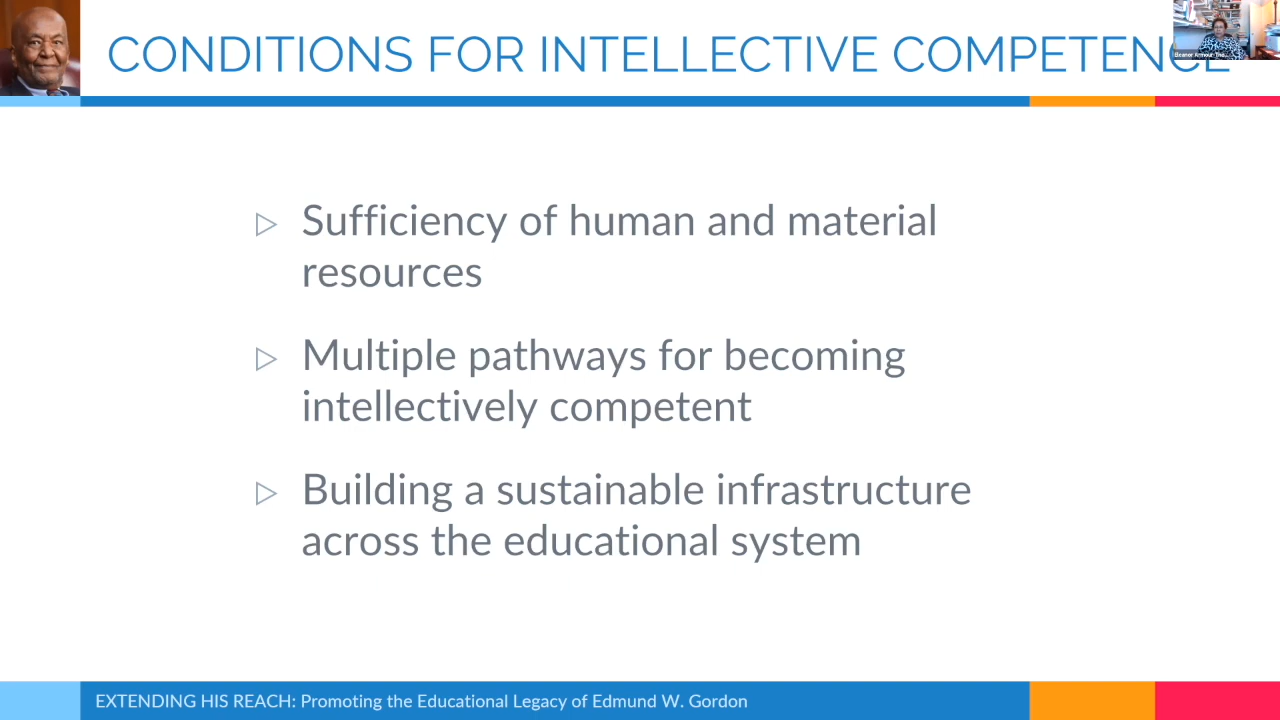 CONDITIONS FOR INTELLECTIVE COMPETENCE
Sufficiency of human and material
resources
Multiple pathways for becoming
intellectively competent
Building a sustainable infrastructure
across the educational system
EXTENDING HIS REACH: Promoting the Educational Legacy of Edmund W. Gordon